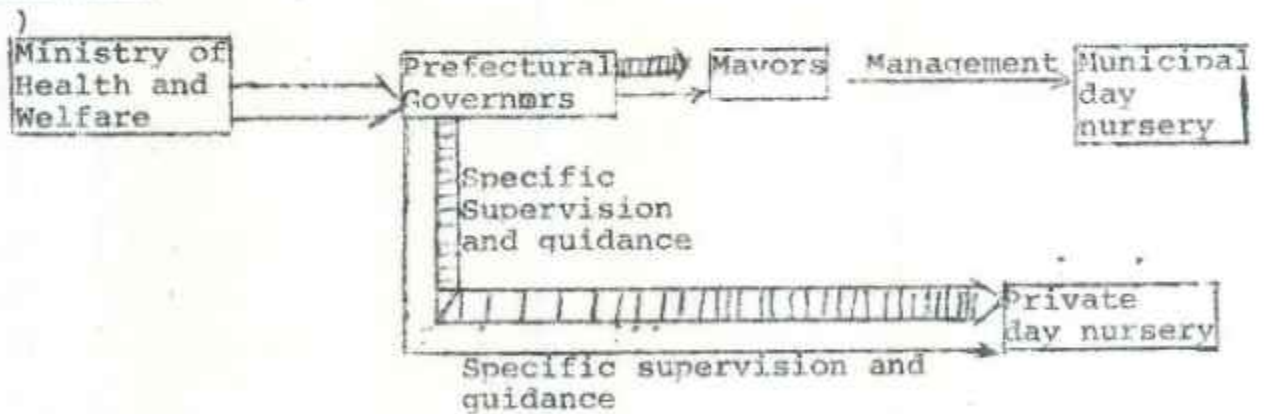 )
Ministry of
Health and
Welfare
Prefectural
Governors
Mayors
Management
Municipal
day
nursery
Specific
Supervision
and guidance
Private
day nursery
Specific supervision and
guidance